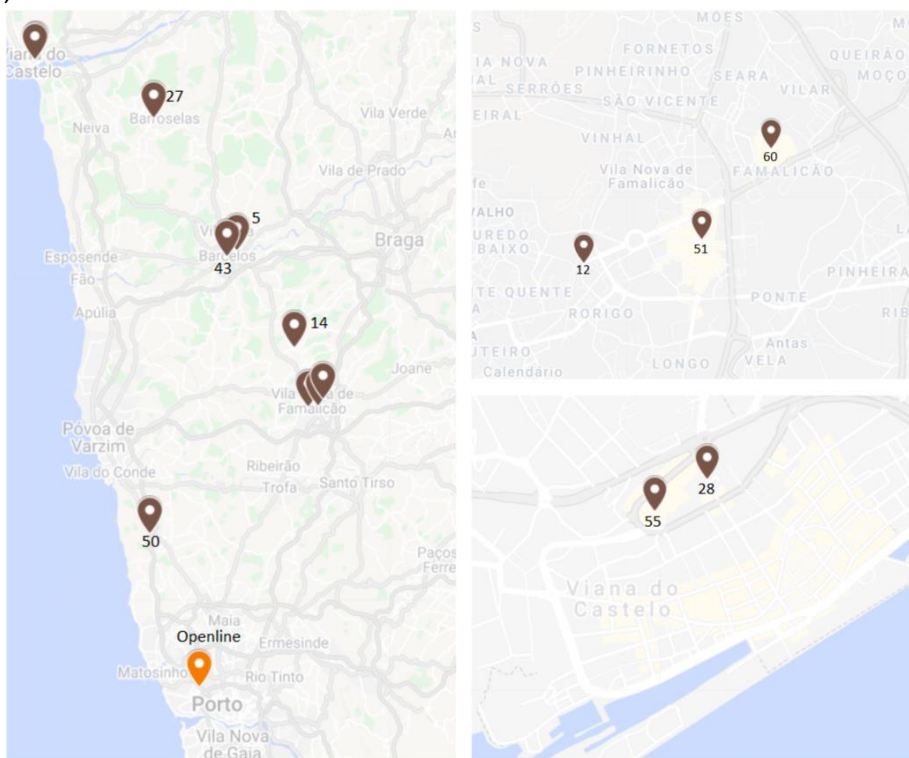 )
Viana do
Castelo
27
Barroselas
Neiva
Vila Verde
Vila de Prado
5
Braga
Barcelos
43
Esposende
Fão
Apúlia
14
Joane
Vila Nova de
Famalicão
Póvoa de
Varzim
Vila do Conde
Ribeirão
Trofa
Santo Tirso
50
Paços
Ferre
Maia
Openline
Ermesinde
Matosinho
Rio Tinto
Porto
Vila Nova
de Gaia
MÕES
FORNETOS
QUEIRÃO
IA NOVA
PINHEIRINHO
SEARA
MOÇO
SERRÕES
VILAR
SÃO VICENTE
EIRAL
VINHAL
60
Vila Nova de
Famalicão
FAMALICÃO
VALHO
UREDO
BAIXO
51
12
PINHEIRA
TE QUENTE
PONTE
RORIGO
RIB
Antas
UTEIRO
LONGO
VELA
Calendário
28
55
Viana do
Castelo